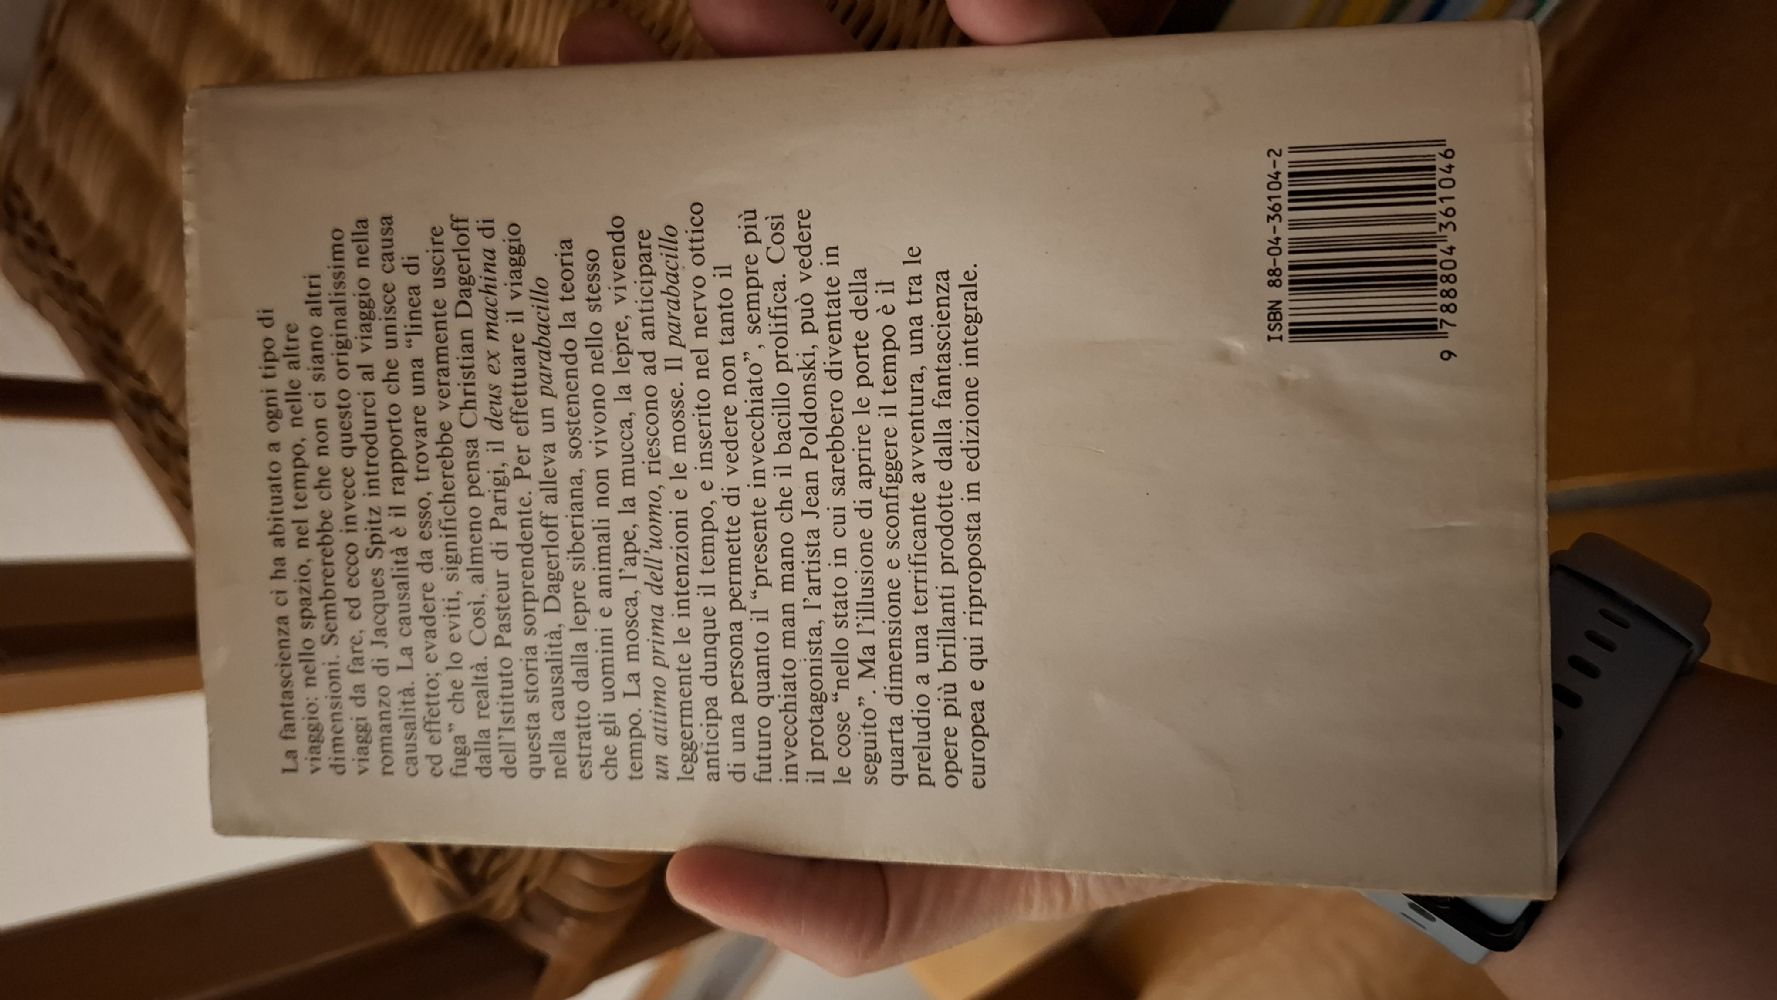 La fantascienza ci ha abituato a ogni tipo di
viaggio: nello spazio, nel tempo, nelle altre
dimensioni. Sembrerebbe che non ci siano altri
viaggi da fare, ed ecco invece questo originalissimo
romanzo di Jacques Spitz introdurci al viaggio nella
causalità. La causalità è il rapporto che unisce causa
ed effetto; evadere da esso, trovare una “linea di
fuga” che lo eviti, significherebbe veramente uscire
dalla realtà. Così, almeno pensa Christian Dagerloff
dell'Istituto Pasteur di Parigi, il deus ex machina di
questa storia sorprendente. Per effettuare il viaggio
nella causalità, Dagerloff alleva un parabacillo
estratto dalla lepre siberiana, sostenendo la teoria
che gli uomini e animali non vivono nello stesso
tempo. La mosca, l'ape, la mucca, la lepre, vivendo
un attimo prima dell'uomo, riescono ad anticipare
leggermente le intenzioni e le mosse. Il parabacillo
anticipa dunque il tempo, e inserito nel nervo ottico
di una persona permette di vedere non tanto il
futuro quanto il “presente invecchiato”, sempre più
invecchiato man mano che il bacillo prolifica. Così
il protagonista, l'artista Jean Poldonski, può vedere
le cose “nello stato in cui sarebbero diventate in
seguito”. Ma l'illusione di aprire le porte della
quarta dimensione e sconfiggere il tempo è il
preludio a una terrificante avventura, una tra le
opere più brillanti prodotte dalla fantascienza
europea e qui riproposta in edizione integrale.
ISBN 88-04-36104-2
9 788804 361046